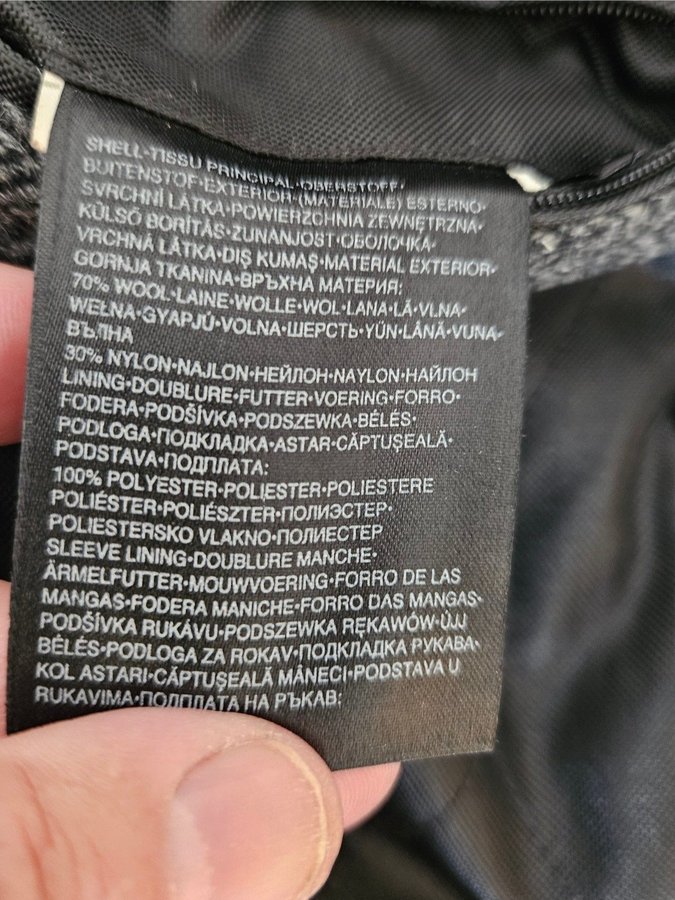 SHELL•TISSU PRINCIPAL•OBERSTOFF•
BUITENSTOF•EXTERIOR (MATERIALE) ESTERNO•
SVRCHNÍ LÁTKA•POWIERZCHNIA ZEWNĘTRZNA•
KÜLSŐ BORÍTÁS•ZUNANJOST•ОБОЛОЧКА•
VRCHNÁ LÁTKA•DIŞ KUMAŞ•MATERIAL EXTERIOR•
GORNJA TKANINA•ВРЪХНА МАТЕРИЯ:
70% WOOL•LAINE•WOLLE•WOL•LANA•LÃ•VLNA•
WEŁNA•GYAPJÚ•VOLNA•ШЕРСТЬ•YÜN•LÂNĂ•VUNA•
ВЪЛНА
30% NYLON•NAJLON•НЕЙЛОН•NAYLON•НАЙЛОН
LINING•DOUBLURE•FUTTER•VOERING•FORRO•
FODERA•PODŠÍVKA•PODSZEWKA•BÉLÉS•
PODLOGA•ПОДКЛАДКА•ASTAR•CĂPTUŞEALĂ•
PODSTAVA•ПОДПЛАТА:
100% POLYESTER•POLIESTER•POLIESTERE
POLIÉSTER•POLIÉSZTER•ПОЛИЭСТЕР•
POLIESTERSKO VLAKNO•ПОЛИЕСТЕР
SLEEVE LINING•DOUBLURE MANCHE•
ÄRMELFUTTER•MOUWVOERING•FORRO DE LAS
MANGAS•FODERA MANICHE•FORRO DAS MANGAS•
PODŠÍVKA RUKÁVU•PODSZEWKA RĘKAWÓW•ÚJJ
BÉLÉS•PODLOGA ZA ROKAV•ПОДКЛАДКА РУКАВА•
KOL ASTARI•CĂPTUŞEALĂ MÂNECI•PODSTAVA U
RUKAVIMA•ПОДПЛАТА НА РЪКАВ: